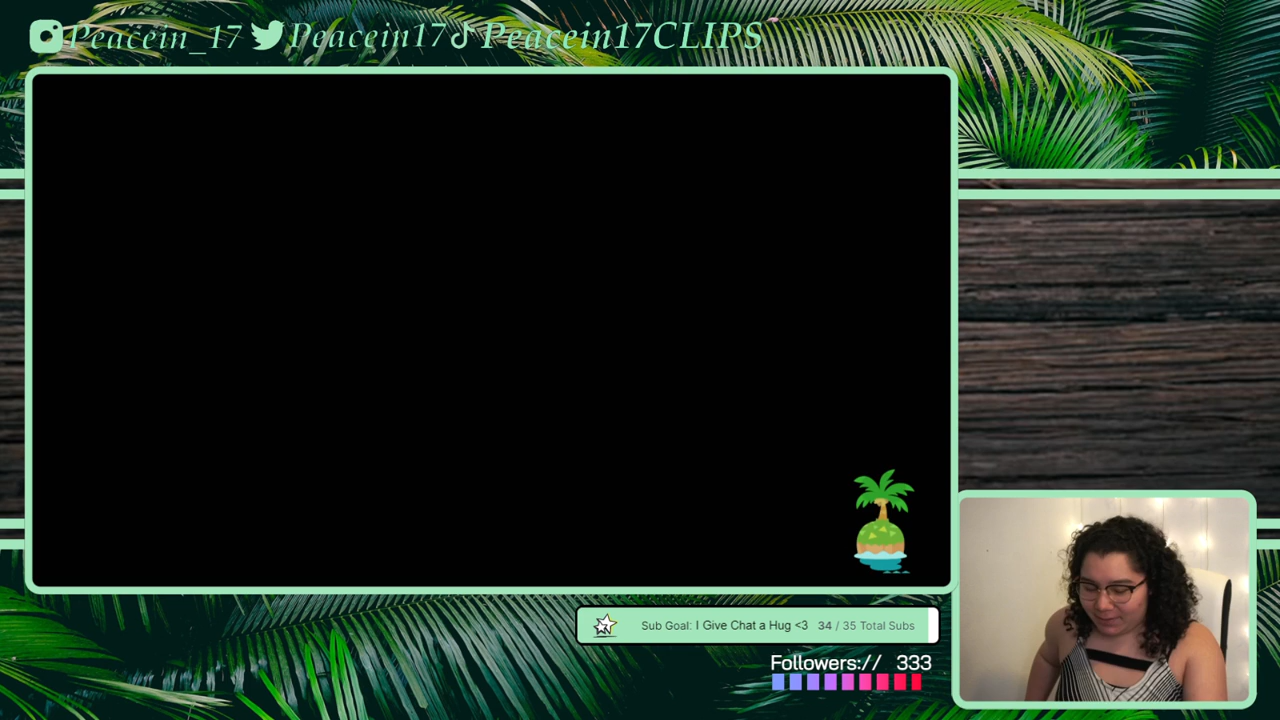 Peacein_17 Peacein17 Peacein17CLIPS
Sub Goal: I Give Chat a Hug <3 34 / 35 Total Subs
Followers:// 333